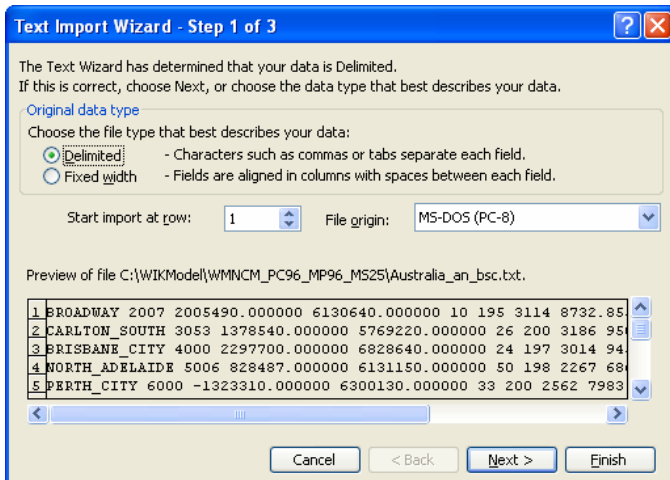 Text Import Wizard - Step 1 of 3
The Text Wizard has determined that your data is Delimited.
If this is correct, choose Next, or choose the data type that best describes your data.
Original data type
Choose the file type that best describes your data:
Delimited - Characters such as commas or tabs separate each field.
Fixed width - Fields are aligned in columns with spaces between each field.
Start import at row: 1 File origin: MS-DOS (PC-8)
Preview of file C:\WIKModel\WMNCM_PC96_MP96_MS25\Australia_an_bsc.txt.
1 BROADWAY 2007 2005490.000000 6130640.000000 10 195 3114 8732.85
2 CARLTON_SOUTH 3053 1378540.000000 5769220.000000 26 200 3186
3 BRISBANE_CITY 4000 2297700.000000 6828640.000000 24 197 3014
4 NORTH_ADELAIDE 5006 828487.000000 6131150.000000 50 198 2267
5 PERTH_CITY 6000 -1323310.000000 6300130.000000 33 200 2562 7983
Cancel < Back Next > Finish